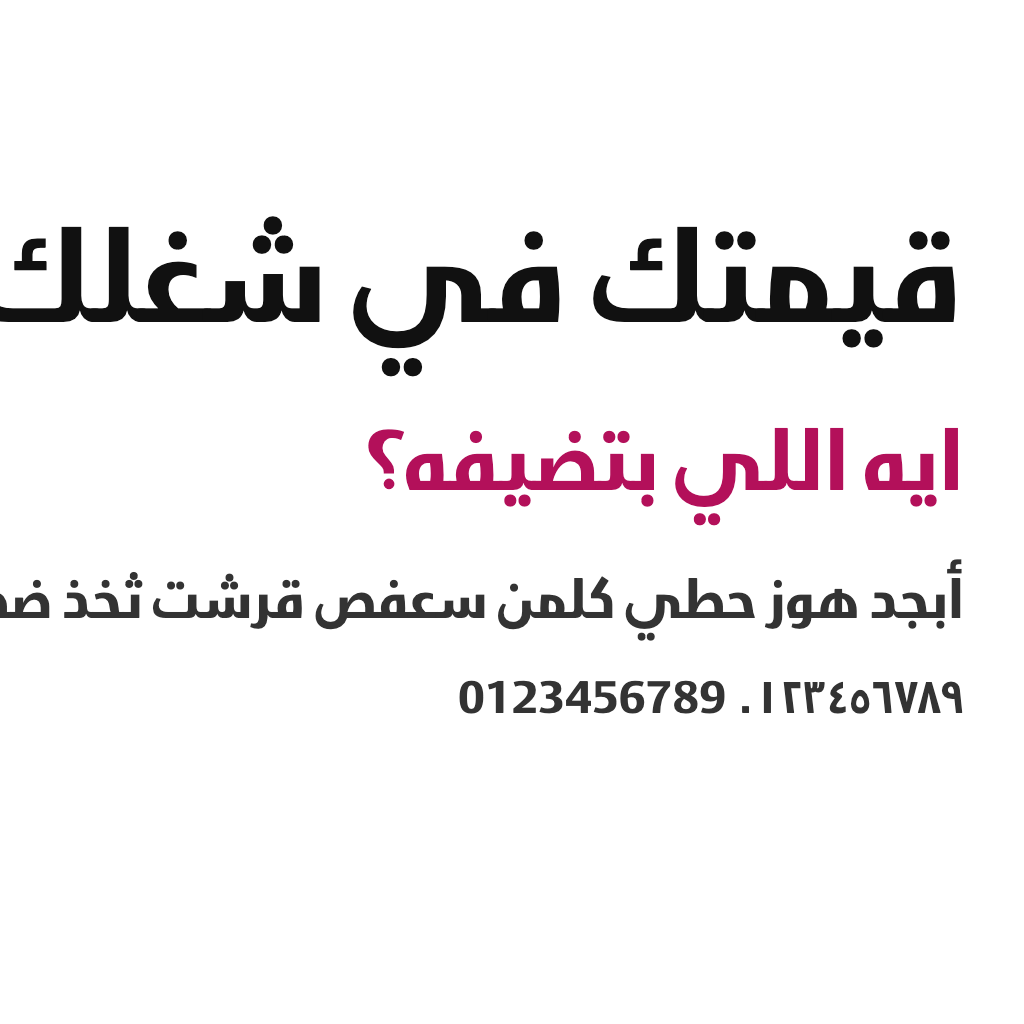 قيمتك في شغلك
ايه اللي بتضيفه؟
أبجد هوز حطي كلمن سعفص قرشت ثخذ
٠١٢٣٤٥٦٧٨٩ 0123456789